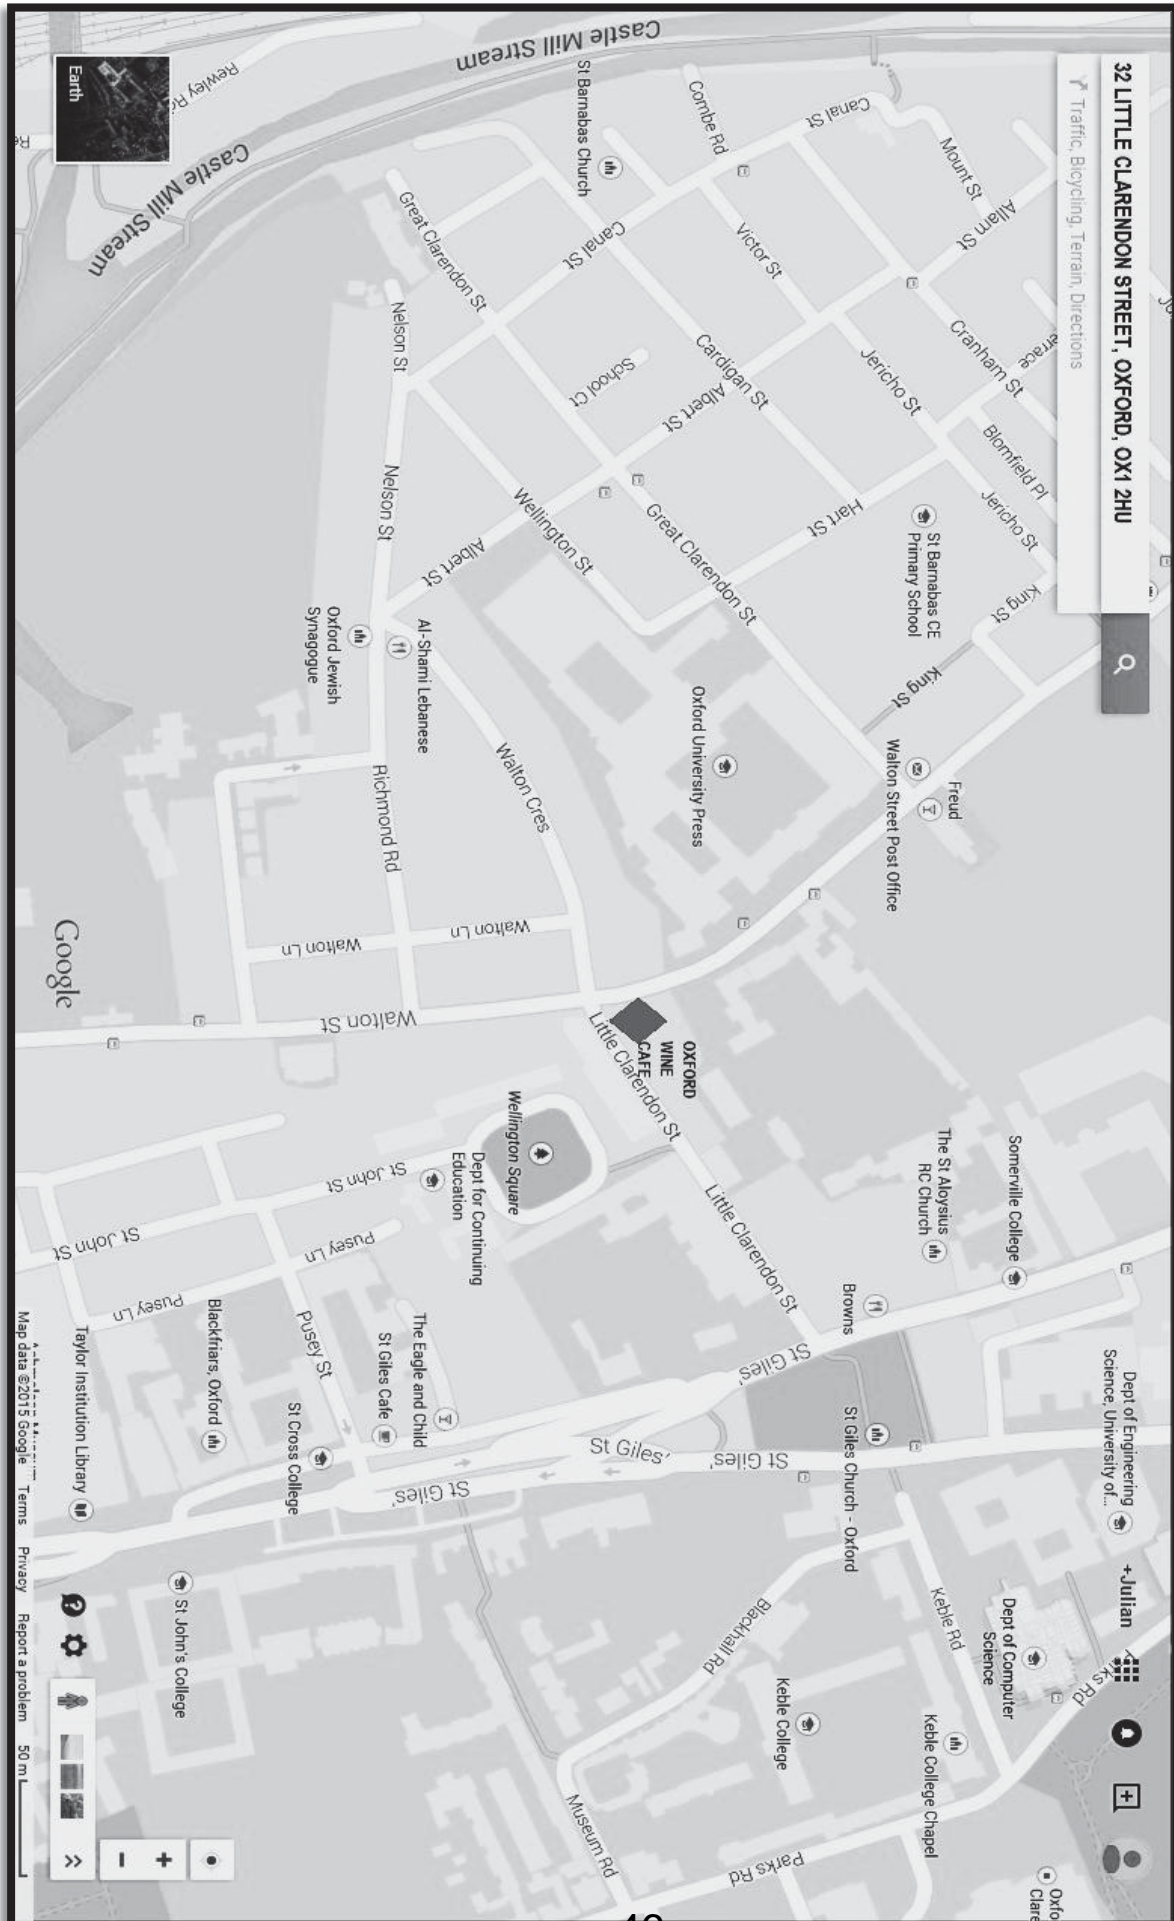 32 LITTLE CLARENDON STREET, OXFORD, OX1 2HU
Traffic, Bicycling, Terrain, Directions
+Julian
Earth
Castle Mill Stream
Castle Mill Stream
Rewley
St Barnabas Church
Combe Rd
Canal St
Mount St
Allam St
Victor St
Canal St
Great Clarendon St
Nelson St
School Ct
Cardigan St
Albert St
Jericho St
Cranham St
errace
Blomfield Pl
Jericho St
Hart St
St Barnabas CE
Primary School
King St
King St
Nelson St
Wellington St
Albert St
Great Clarendon St
Oxford Jewish
Synagogue
Al-Shami Lebanese
Oxford University Press
Walton Street Post Office
Freud
Walton Cres
Richmond Rd
Walton Ln
Walton Ln
Walton St
OXFORD
WINE
CAFE
Little Clarendon St
Little Clarendon St
Wellington Square
Dept for Continuing
Education
St John St
St John St
Pusey Ln
Pusey Ln
Pusey St
Somerville College
The St Aloysius
RC Church
Browns
The Eagle and Child
St Giles Cafe
Blackfriars, Oxford
Taylor Institution Library
St Cross College
St Giles'
St Giles'
St Giles'
St Giles'
St Giles Church - Oxford
Dept of Engineering
Science, University of...
Dept of Computer
Science
Keble Rd
Blackhall Rd
Keble College
Keble College Chapel
ks Rd
Parks Rd
Museum Rd
St John's College
Oxfo
Clare
Google
Map data ©2015 Google
Terms
Privacy
Report a problem
50 m